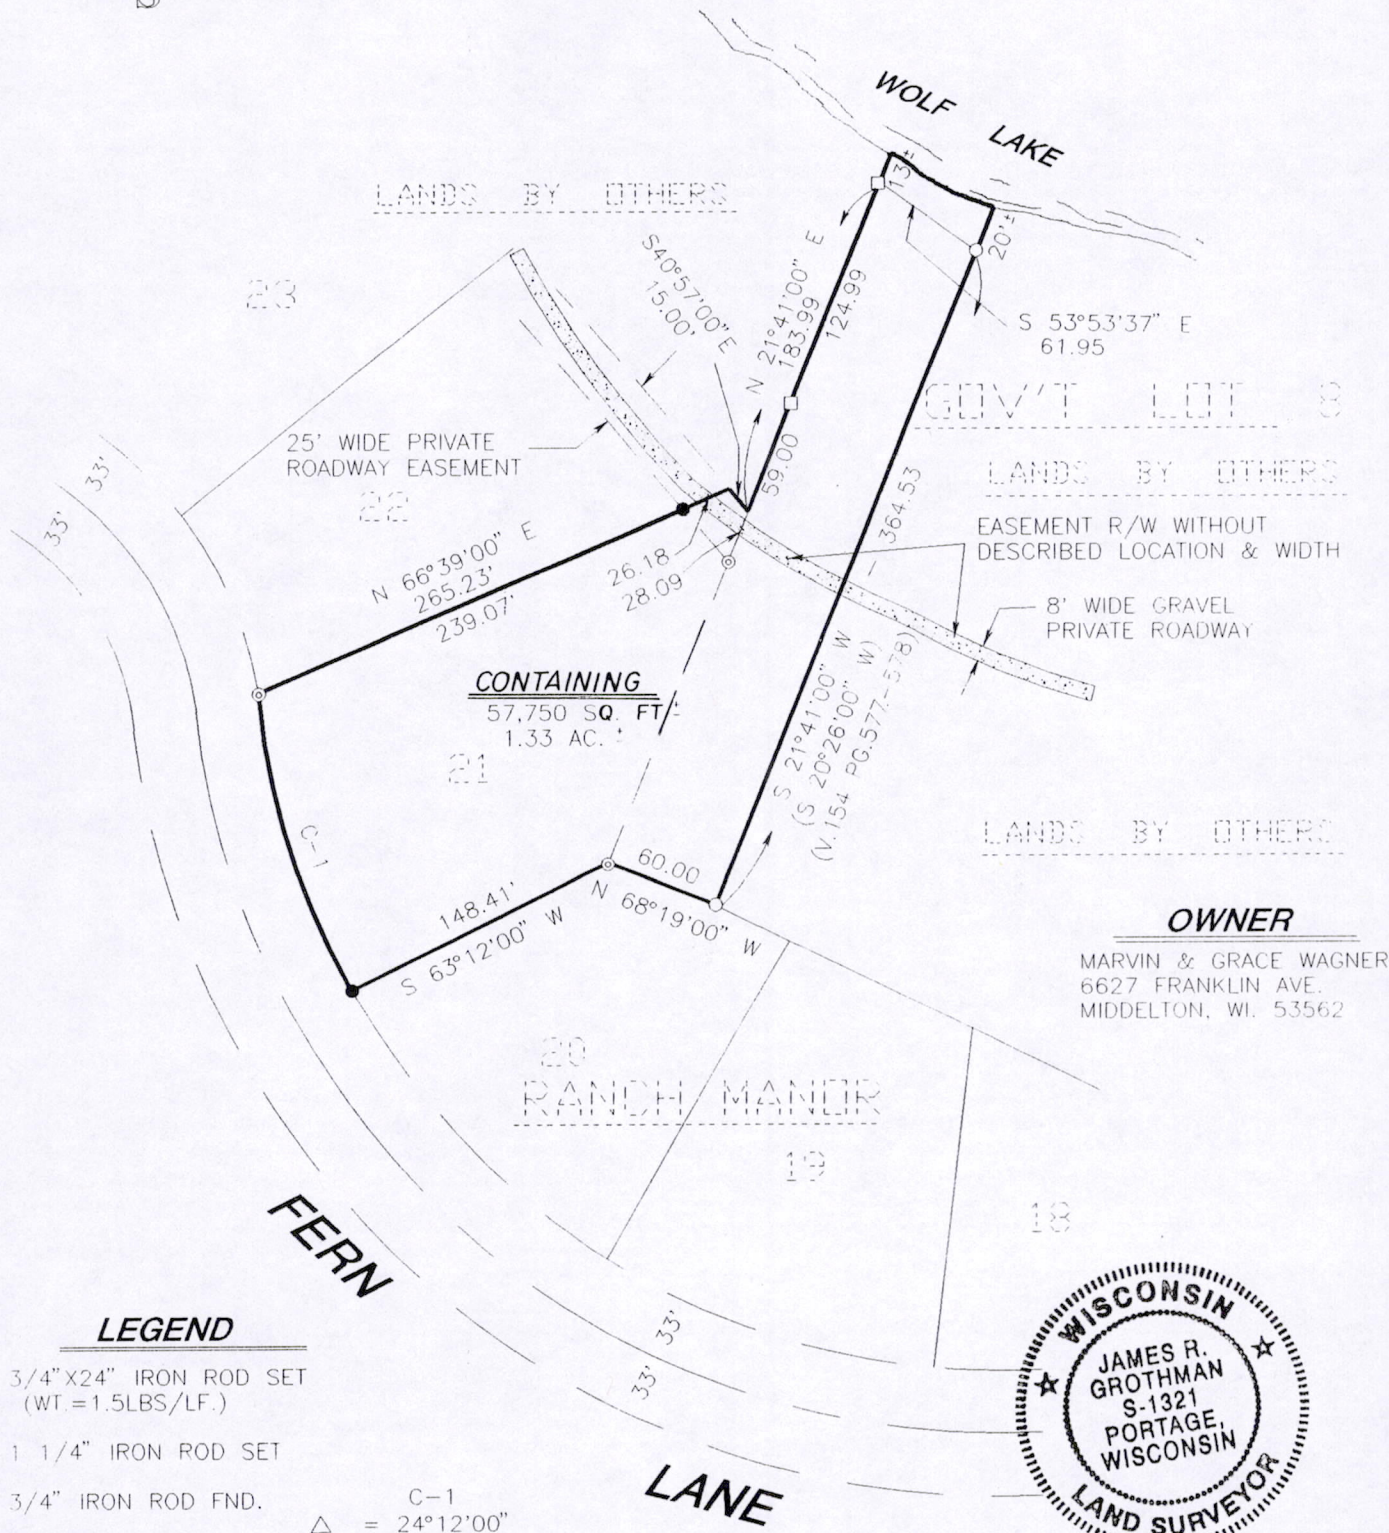 WOLF LAKE
LANDS BY OTHERS
23
S40°57'00"E
15.00'
N 21°41'00" E
183.99
124.99
13'±
20'±
S 53°53'37" E
61.95
GOV'T LOT 8
LANDS BY OTHERS
25' WIDE PRIVATE
ROADWAY EASEMENT
22
33'
33'
59.00
364.53
EASEMENT R/W WITHOUT
DESCRIBED LOCATION & WIDTH
N 66°39'00" E
265.23'
239.07'
26.18
28.09
8' WIDE GRAVEL
PRIVATE ROADWAY
CONTAINING
57,750 SQ. FT±
1.33 AC. ±
21
S 21°41'00" W
(S 20°26'00" W)
(V.154 PG.577-578)
LANDS BY OTHERS
C-1
60.00
N 68°19'00" W
148.41'
S 63°12'00" W
OWNER
MARVIN & GRACE WAGNER
6627 FRANKLIN AVE.
MIDDELTON, WI. 53562
20
RANCH MANOR
19
18
FERN
LANE
33'
33'
LEGEND
3/4"X24" IRON ROD SET
(WT.=1.5LBS/LF.)
1 1/4" IRON ROD SET
3/4" IRON ROD FND.
C-1
△ = 24°12'00"
WISCONSIN
JAMES R.
GROTHMAN
S-1321
PORTAGE,
WISCONSIN
LAND SURVEYOR